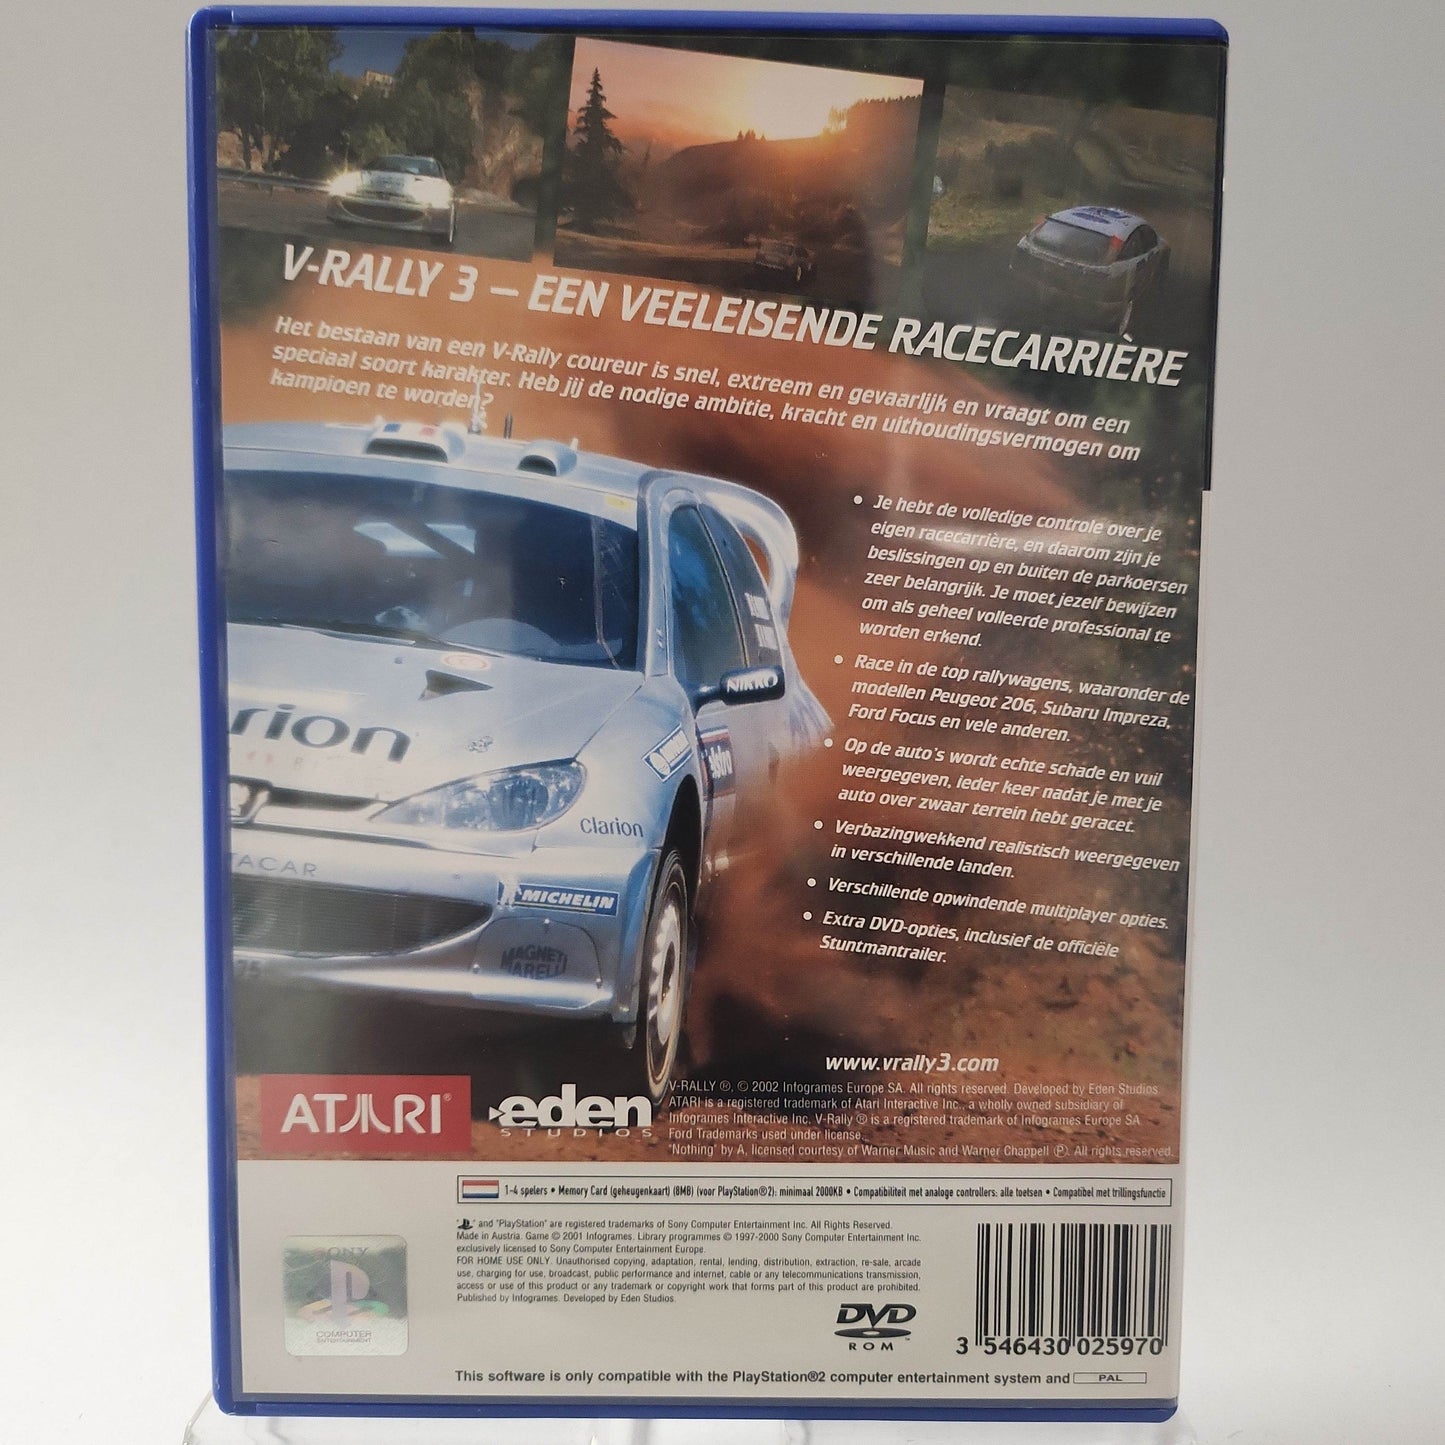 V-RALLY 3 – EEN VEELEISENDE RACECARRIÈRE
Het bestaan van een V-Rally coureur is snel, extreem en gevaarlijk en vraagt om een
speciaal soort karakter. Heb jij de nodige ambitie, kracht en uithoudingsvermogen om
kampioen te worden?
• Je hebt de volledige controle over je
eigen racecarrière, en daarom zijn je
beslissingen op en buiten de parkoersen
zeer belangrijk. Je moet jezelf bewijzen
om als geheel volleerde professional te
worden erkend.
• Race in de top rallywagens, waaronder de
modellen Peugeot 206, Subaru Impreza,
Ford Focus en vele anderen.
• Op de auto's wordt echte schade en vuil
weergegeven, ieder keer nadat je met je
auto over zwaar terrein hebt geracet.
• Verbazingwekkend realistisch weergegeven
in verschillende landen.
• Verschillende opwindende multiplayer opties.
• Extra DVD-opties, inclusief de officiële
Stuntmantrailer.
NIKKO
rion
Clarion
TACAR
MICHELIN
MAGNETI
MARELLI
75
www.vrally3.com
ATARI®
eden
STUDIOS
V-RALLY ®, © 2002 Infogrames Europe SA. All rights reserved. Developed by Eden Studios
ATARI is a registered trademark of Atari Interactive Inc., a wholly owned subsidiary of
Infogrames Interactive Inc. V-Rally ® is a registered trademark of Infogrames Europe SA
Ford Trademarks used under license.
"Nothing" by A, licensed courtesy of Warner Music and Warner Chappell ℗. All rights reserved.
1-4 spelers • Memory Card (geheugenkaart) (8MB) (voor PlayStation®2): minimaal 2000KB • Compatibiliteit met analoge controllers: alle toetsen • Compatibel met trillingsfunctie
" " and "PlayStation" are registered trademarks of Sony Computer Entertainment Inc. All Rights Reserved.
Made in Austria. Game © 2001 Infogrames. Library programmes © 1997-2000 Sony Computer Entertainment Inc.
exclusively licensed to Sony Computer Entertainment Europe.
FOR HOME USE ONLY. Unauthorised copying, adaptation, rental, lending, distribution, extraction, re-sale, arcade
use, charging for use, broadcast, public performance and internet, cable or any telecommunications transmission,
access or use of this product or any trademark or copyright work that forms part of this product are prohibited.
Published by Infogrames. Developed by Eden Studios.
SONY
COMPUTER
ENTERTAINMENT
DVD
ROM
3 546430 025970
This software is only compatible with the PlayStation®2 computer entertainment system and PAL